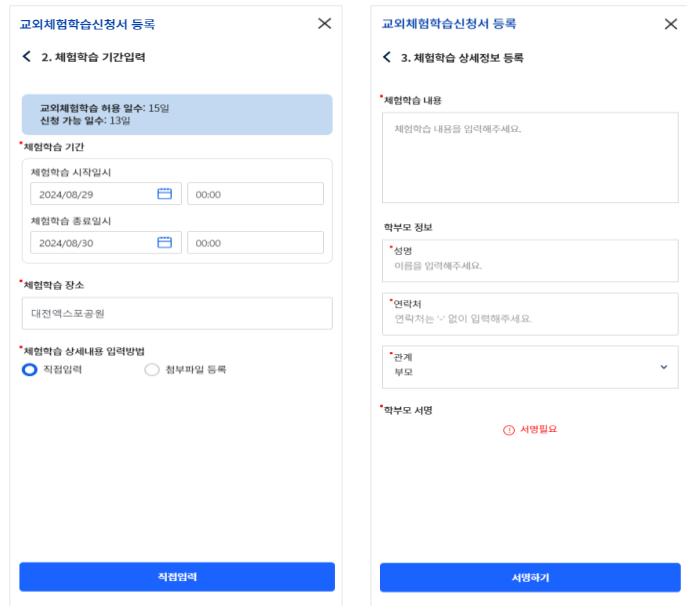 교외체험학습신청서 등록
2. 체험학습 기간입력
교외체험학습 허용 일수: 15일
신청 가능 일수: 13일
*체험학습 기간
체험학습 시작일시
2024/08/29 00:00
체험학습 종료일시
2024/08/30 00:00
*체험학습 장소
대전액스포공원
*체험학습 상세내용 입력방법
직접입력 첨부파일 등록
직접입력
교외체험학습신청서 등록
3. 체험학습 상세정보 등록
*체험학습 내용
체험학습 내용을 입력해주세요.
학부모 정보
*성명
이름을 입력해주세요.
*연락처
연락처는 '-' 없이 입력해주세요.
*관계
부모
*학부모 서명
서명필요
서명하기